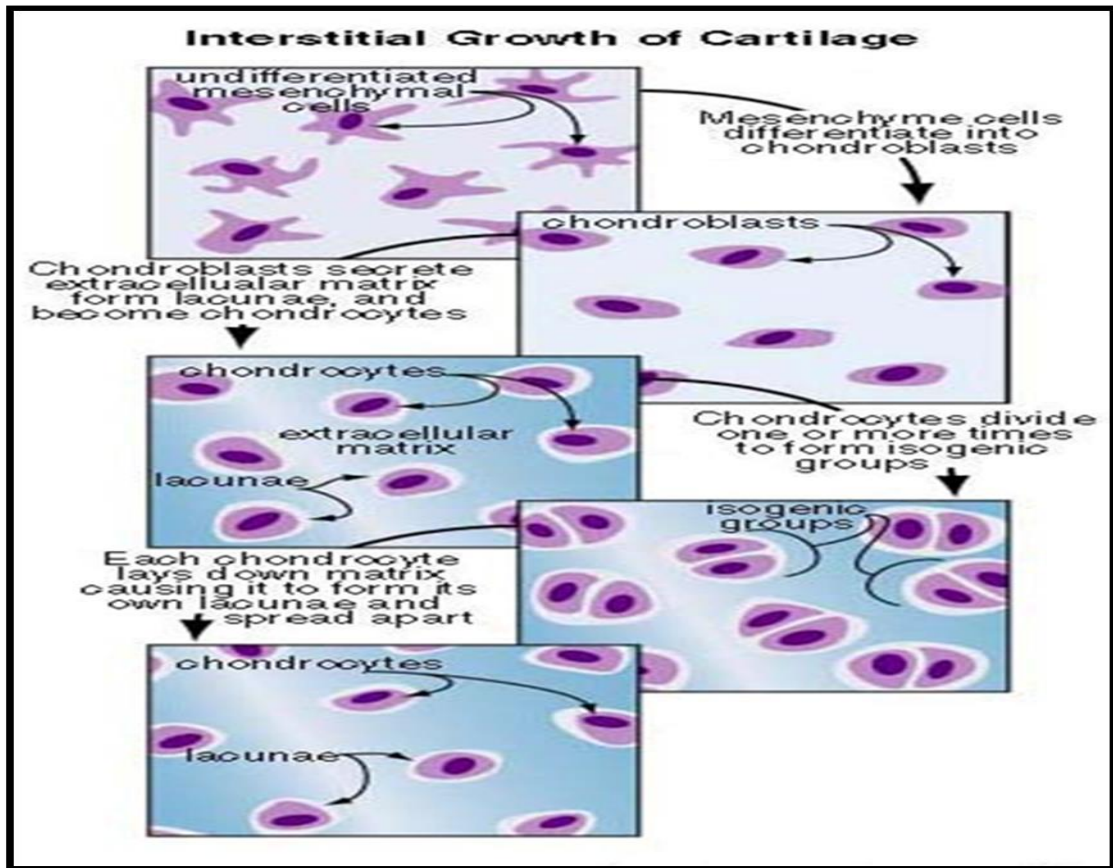 Interstitial Growth of Cartilage
undifferentiated
mesenchymal
cells
Mesenchyme cells
differentiate into
chondroblasts
chondroblasts
Chondroblasts secrete
extracellualar matrix
form lacunae, and
become chondrocytes
chondrocytes
extracellular
matrix
lacunae
Chondrocytes divide
one or more times
to form isogenic
groups
isogenic
groups
Each chondrocyte
lays down matrix
causing it to form its
own lacunae and
spread apart
chondrocytes
lacunae